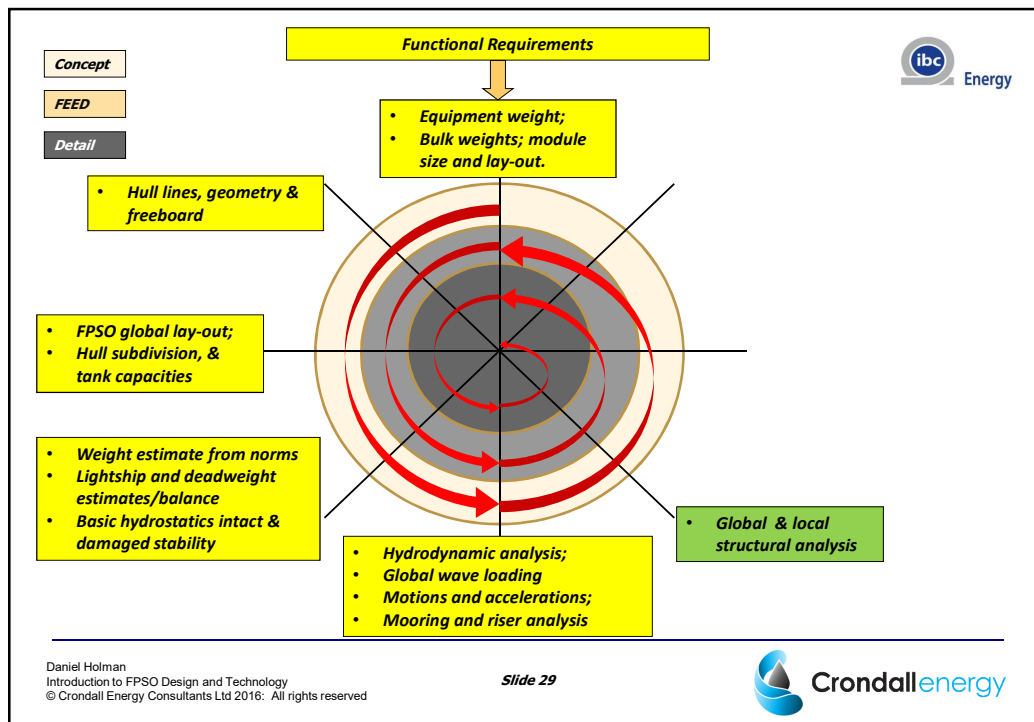 Functional Requirements
Concept
FEED
Detail
ibc
Energy
• Equipment weight;
• Bulk weights; module
size and lay-out.
• Hull lines, geometry &
freeboard
• FPSO global lay-out;
• Hull subdivision, &
tank capacities
• Weight estimate from norms
• Lightship and deadweight
estimates/balance
• Basic hydrostatics intact &
damaged stability
• Global & local
structural analysis
• Hydrodynamic analysis;
• Global wave loading
• Motions and accelerations;
• Mooring and riser analysis
Daniel Holman
Introduction to FPSO Design and Technology
© Crondall Energy Consultants Ltd 2016: All rights reserved
Slide 29
Crondallenergy